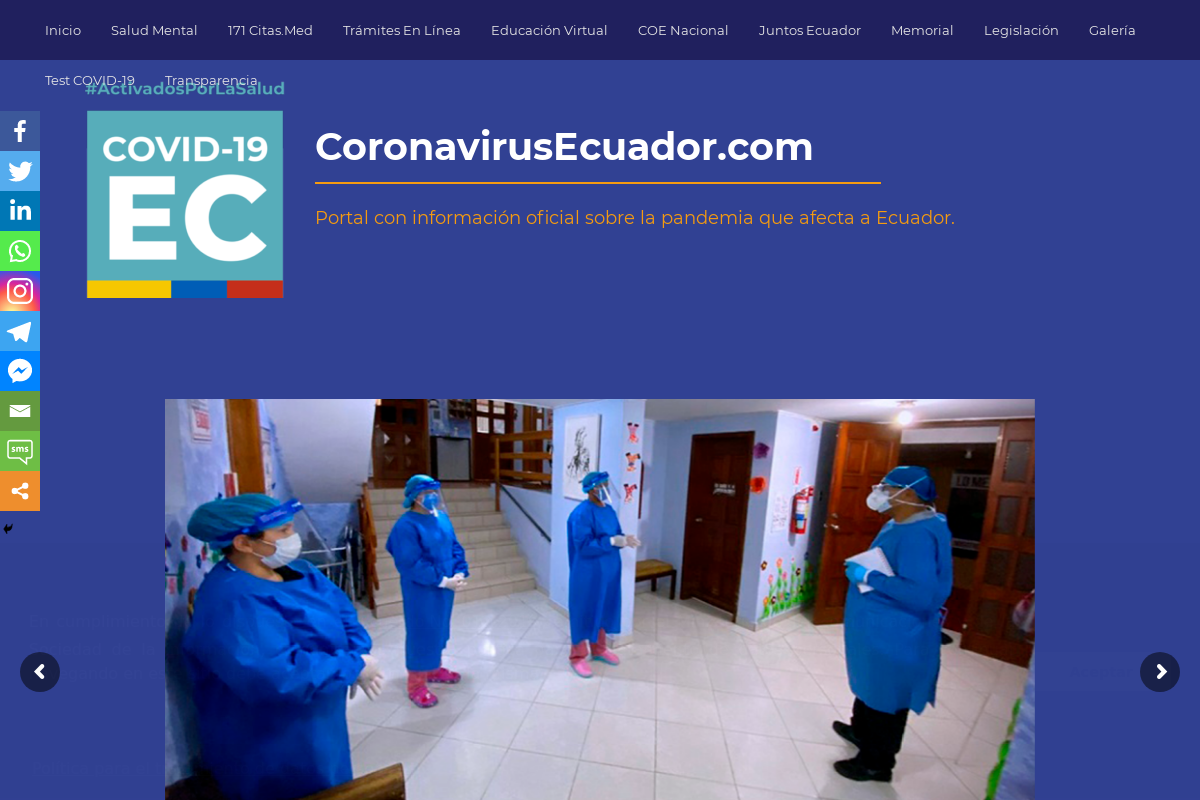 Inicio Salud Mental 171 Citas.Med Trámites En Línea Educación Virtual COE Nacional Juntos Ecuador Memorial Legislación Galería
Test COVID-19 Transparencia
#ActivadosPorLaSalud
COVID-19
EC
CoronavirusEcuador.com
Portal con información oficial sobre la pandemia que afecta a Ecuador.
sms